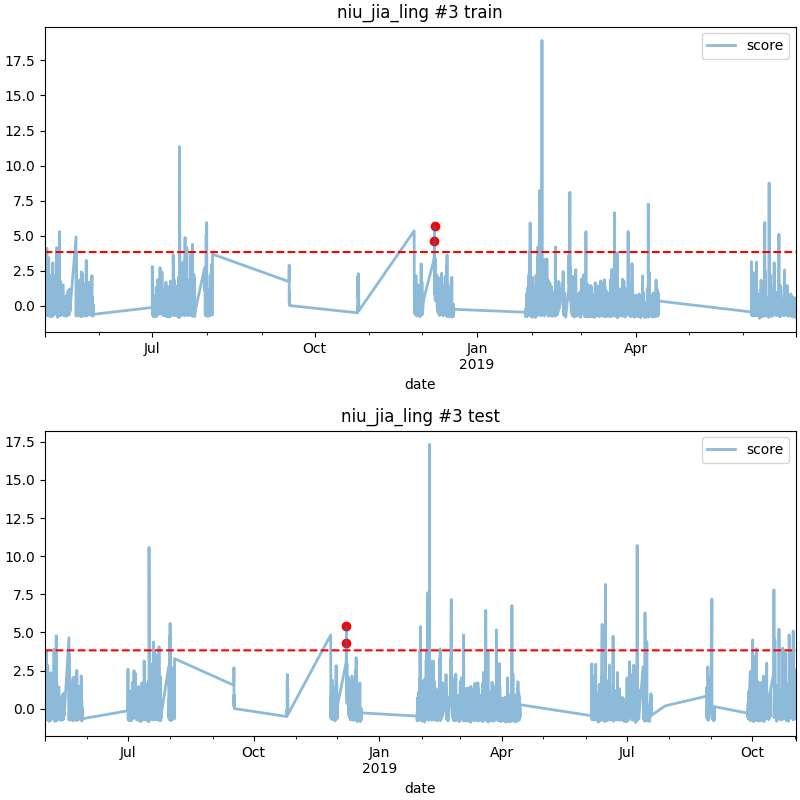 niu_jia_ling #3 train
score
17.5
15.0
12.5
10.0
7.5
5.0
2.5
0.0
Jul Oct Jan Apr
2019
date
niu_jia_ling #3 test
score
17.5
15.0
12.5
10.0
7.5
5.0
2.5
0.0
Jul Oct Jan Apr Jul Oct
2019
date